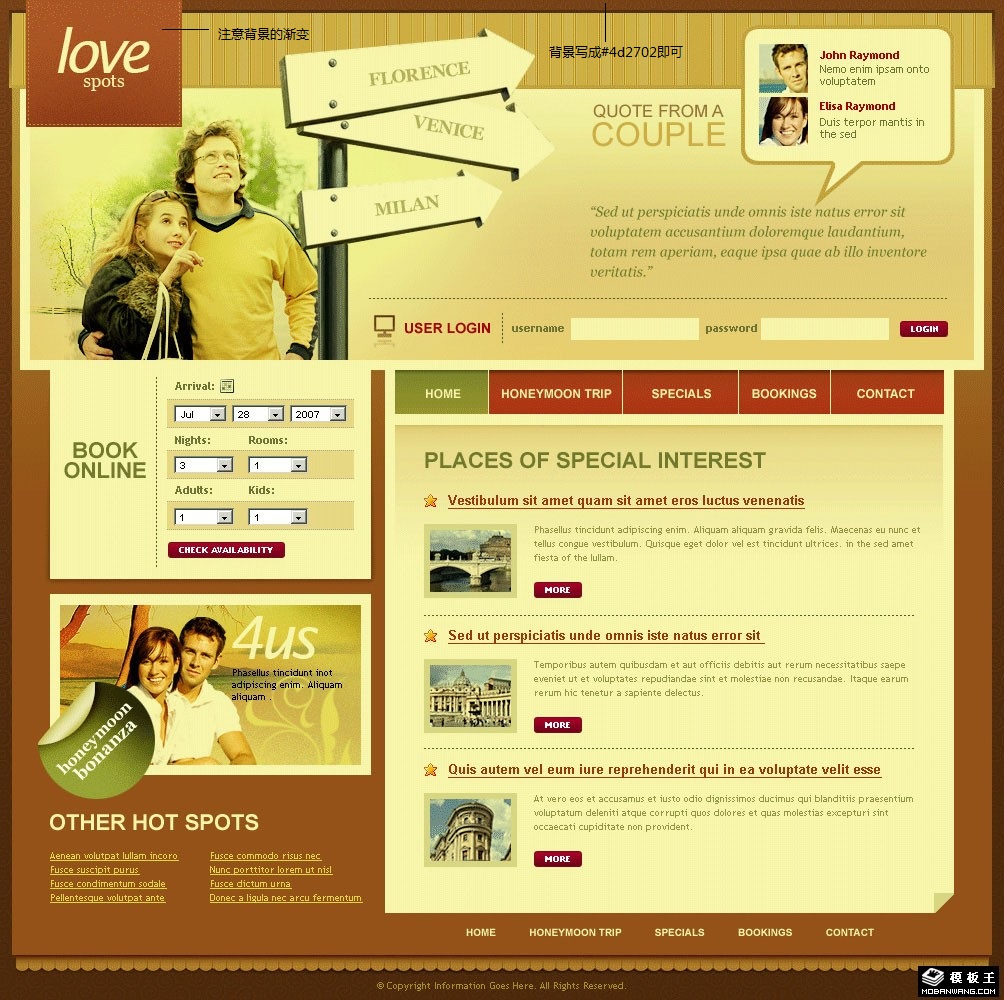 love
spots
注意背景的渐变
背景写成#4d2702即可
FLORENCE
VENICE
MILAN
QUOTE FROM A
COUPLE
John Raymond
Nemo enim ipsam onto
voluptatem
Elisa Raymond
Duis terpor mantis in
the sed
“Sed ut perspiciatis unde omnis iste natus error sit
voluptatem accusantium doloremque laudantium,
totam rem aperiam, eaque ipsa quae ab illo inventore
veritatis.”
USER LOGIN
username
password
LOGIN
HOME
HONEYMOON TRIP
SPECIALS
BOOKINGS
CONTACT
BOOK
ONLINE
Arrival:
Jul
28
2007
Nights:
Rooms:
3
1
Adults:
Kids:
1
1
CHECK AVAILABILITY
4us
Phasellus tincidunt inot
adipiscing enim. Aliquam
aliquam .
honeymoon
bonanza
OTHER HOT SPOTS
Aenean volutpat lullam incoro
Fusce suscipit purus
Fusce condimentum sodale
Pellentesque volutpat ante
Fusce commodo risus nec
Nunc porttitor lorem ut nisl
Fusce dictum urna
Donec a ligula nec arcu fermentum
PLACES OF SPECIAL INTEREST
Vestibulum sit amet quam sit amet eros luctus venenatis
Phasellus tincidunt adipiscing enim. Aliquam aliquam gravida felis. Maecenas eu nunc et
tellus congue vestibulum. Quisque eget dolor vel est tincidunt ultrices. in the sed amet
fiesta of the lullam.
MORE
Sed ut perspiciatis unde omnis iste natus error sit
Temporibus autem quibusdam et aut officiis debitis aut rerum necessitatibus saepe
eveniet ut et voluptates repudiandae sint et molestiae non recusandae. Itaque earum
rerum hic tenetur a sapiente delectus.
MORE
Quis autem vel eum iure reprehenderit qui in ea voluptate velit esse
At vero eos et accusamus et iusto odio dignissimos ducimus qui blanditiis praesentium
voluptatum deleniti atque corrupti quos dolores et quas molestias excepturi sint
occaecati cupiditate non provident.
MORE
HOME
HONEYMOON TRIP
SPECIALS
BOOKINGS
CONTACT
© Copyright Information Goes Here. All Rights Reserved.
模板王
MOBANWANG.COM